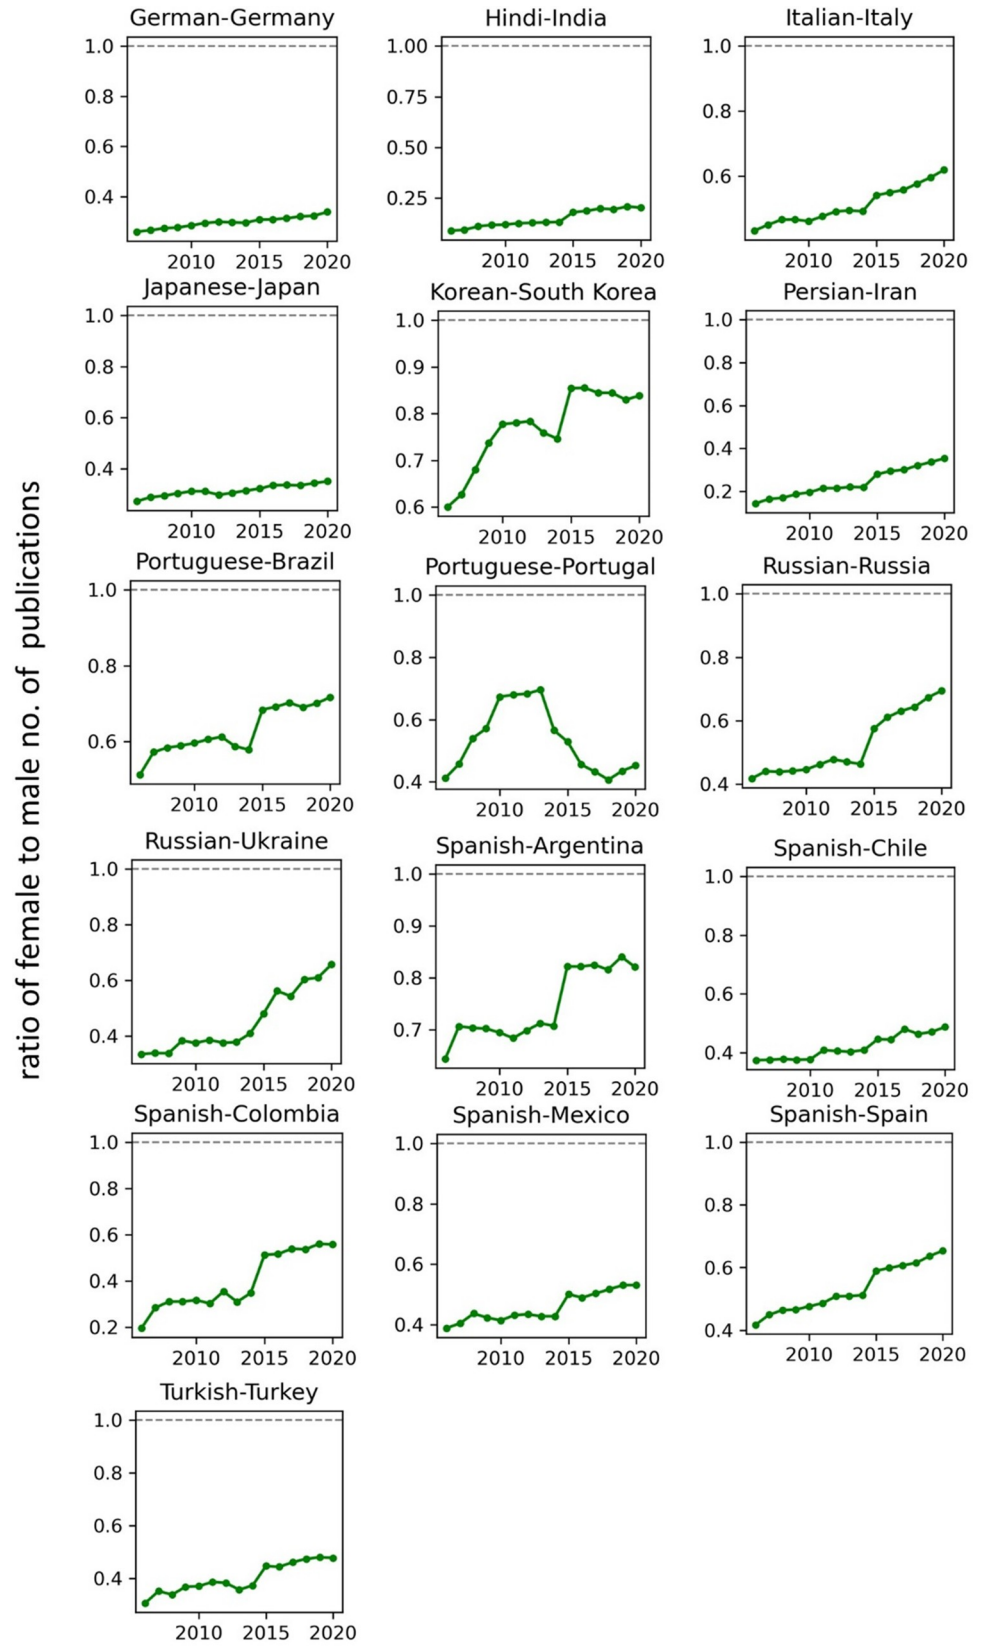 ratio of female to male no. of publications
German-Germany
1.0
0.8
0.6
0.4
2010 2015 2020
Hindi-India
1.00
0.75
0.50
0.25
2010 2015 2020
Italian-Italy
1.0
0.8
0.6
2010 2015 2020
Japanese-Japan
1.0
0.8
0.6
0.4
2010 2015 2020
Korean-South Korea
1.0
0.9
0.8
0.7
0.6
2010 2015 2020
Persian-Iran
1.0
0.8
0.6
0.4
0.2
2010 2015 2020
Portuguese-Brazil
1.0
0.8
0.6
2010 2015 2020
Portuguese-Portugal
1.0
0.8
0.6
0.4
2010 2015 2020
Russian-Russia
1.0
0.8
0.6
0.4
2010 2015 2020
Russian-Ukraine
1.0
0.8
0.6
0.4
2010 2015 2020
Spanish-Argentina
1.0
0.9
0.8
0.7
2010 2015 2020
Spanish-Chile
1.0
0.8
0.6
0.4
2010 2015 2020
Spanish-Colombia
1.0
0.8
0.6
0.4
0.2
2010 2015 2020
Spanish-Mexico
1.0
0.8
0.6
0.4
2010 2015 2020
Spanish-Spain
1.0
0.8
0.6
0.4
2010 2015 2020
Turkish-Turkey
1.0
0.8
0.6
0.4
2010 2015 2020